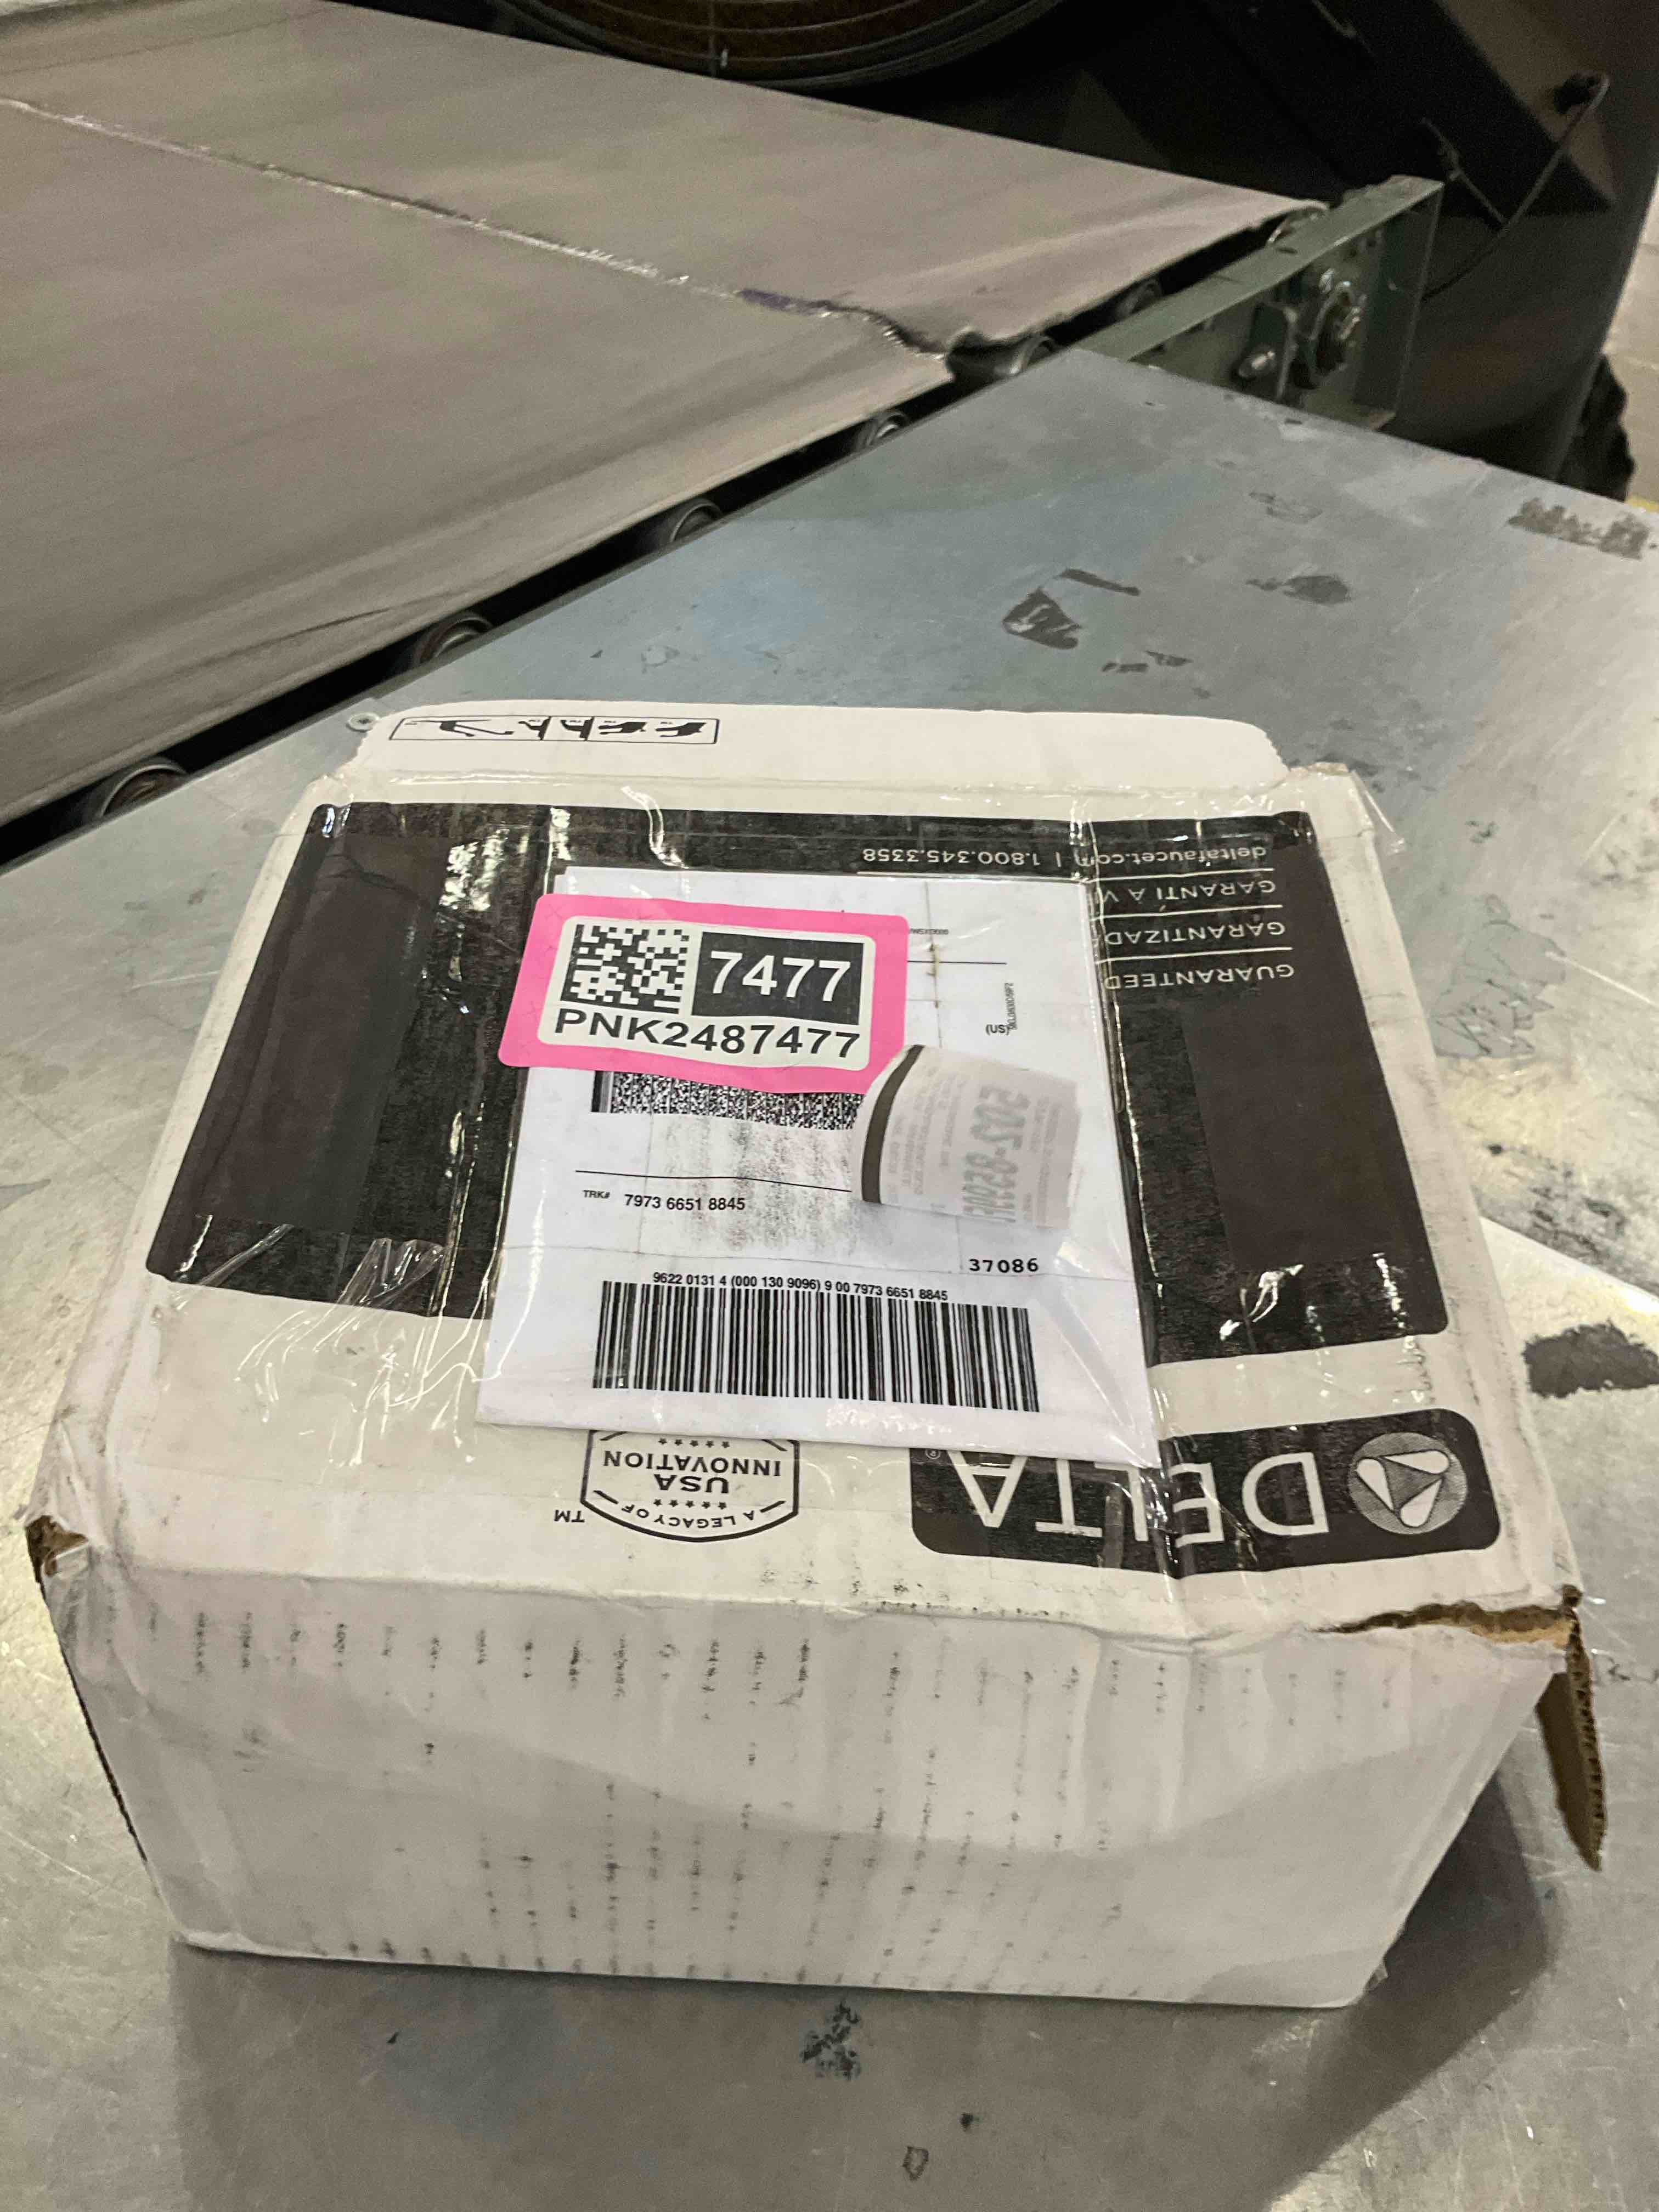 deltafaucet.com | 1.800.345.3358
GARANTI À V
GARANTIZAD
GUARANTEED
7477
PNK2487477
(US)
TRK# 7973 6651 8845
37086
9622 0131 4 (000 130 9096) 9 00 7973 6651 8845
DELTA®
A LEGACY OF
USA
INNOVATION
TM